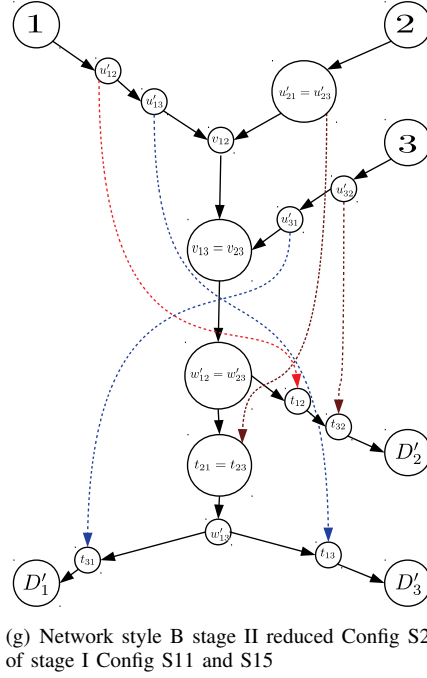 1
2
u′₁₂
u′₁₃
u′₂₁ = u′₂₃
v₁₂
3
u′₃₂
u′₃₁
v₁₃ = v₂₃
w′₁₂ = w′₂₃
t₁₂
t₃₂
D′₂
t₂₁ = t₂₃
w′₁₃
t₃₁
t₁₃
D′₁
D′₃
(g) Network style B stage II reduced Config S2
of stage I Config S11 and S15